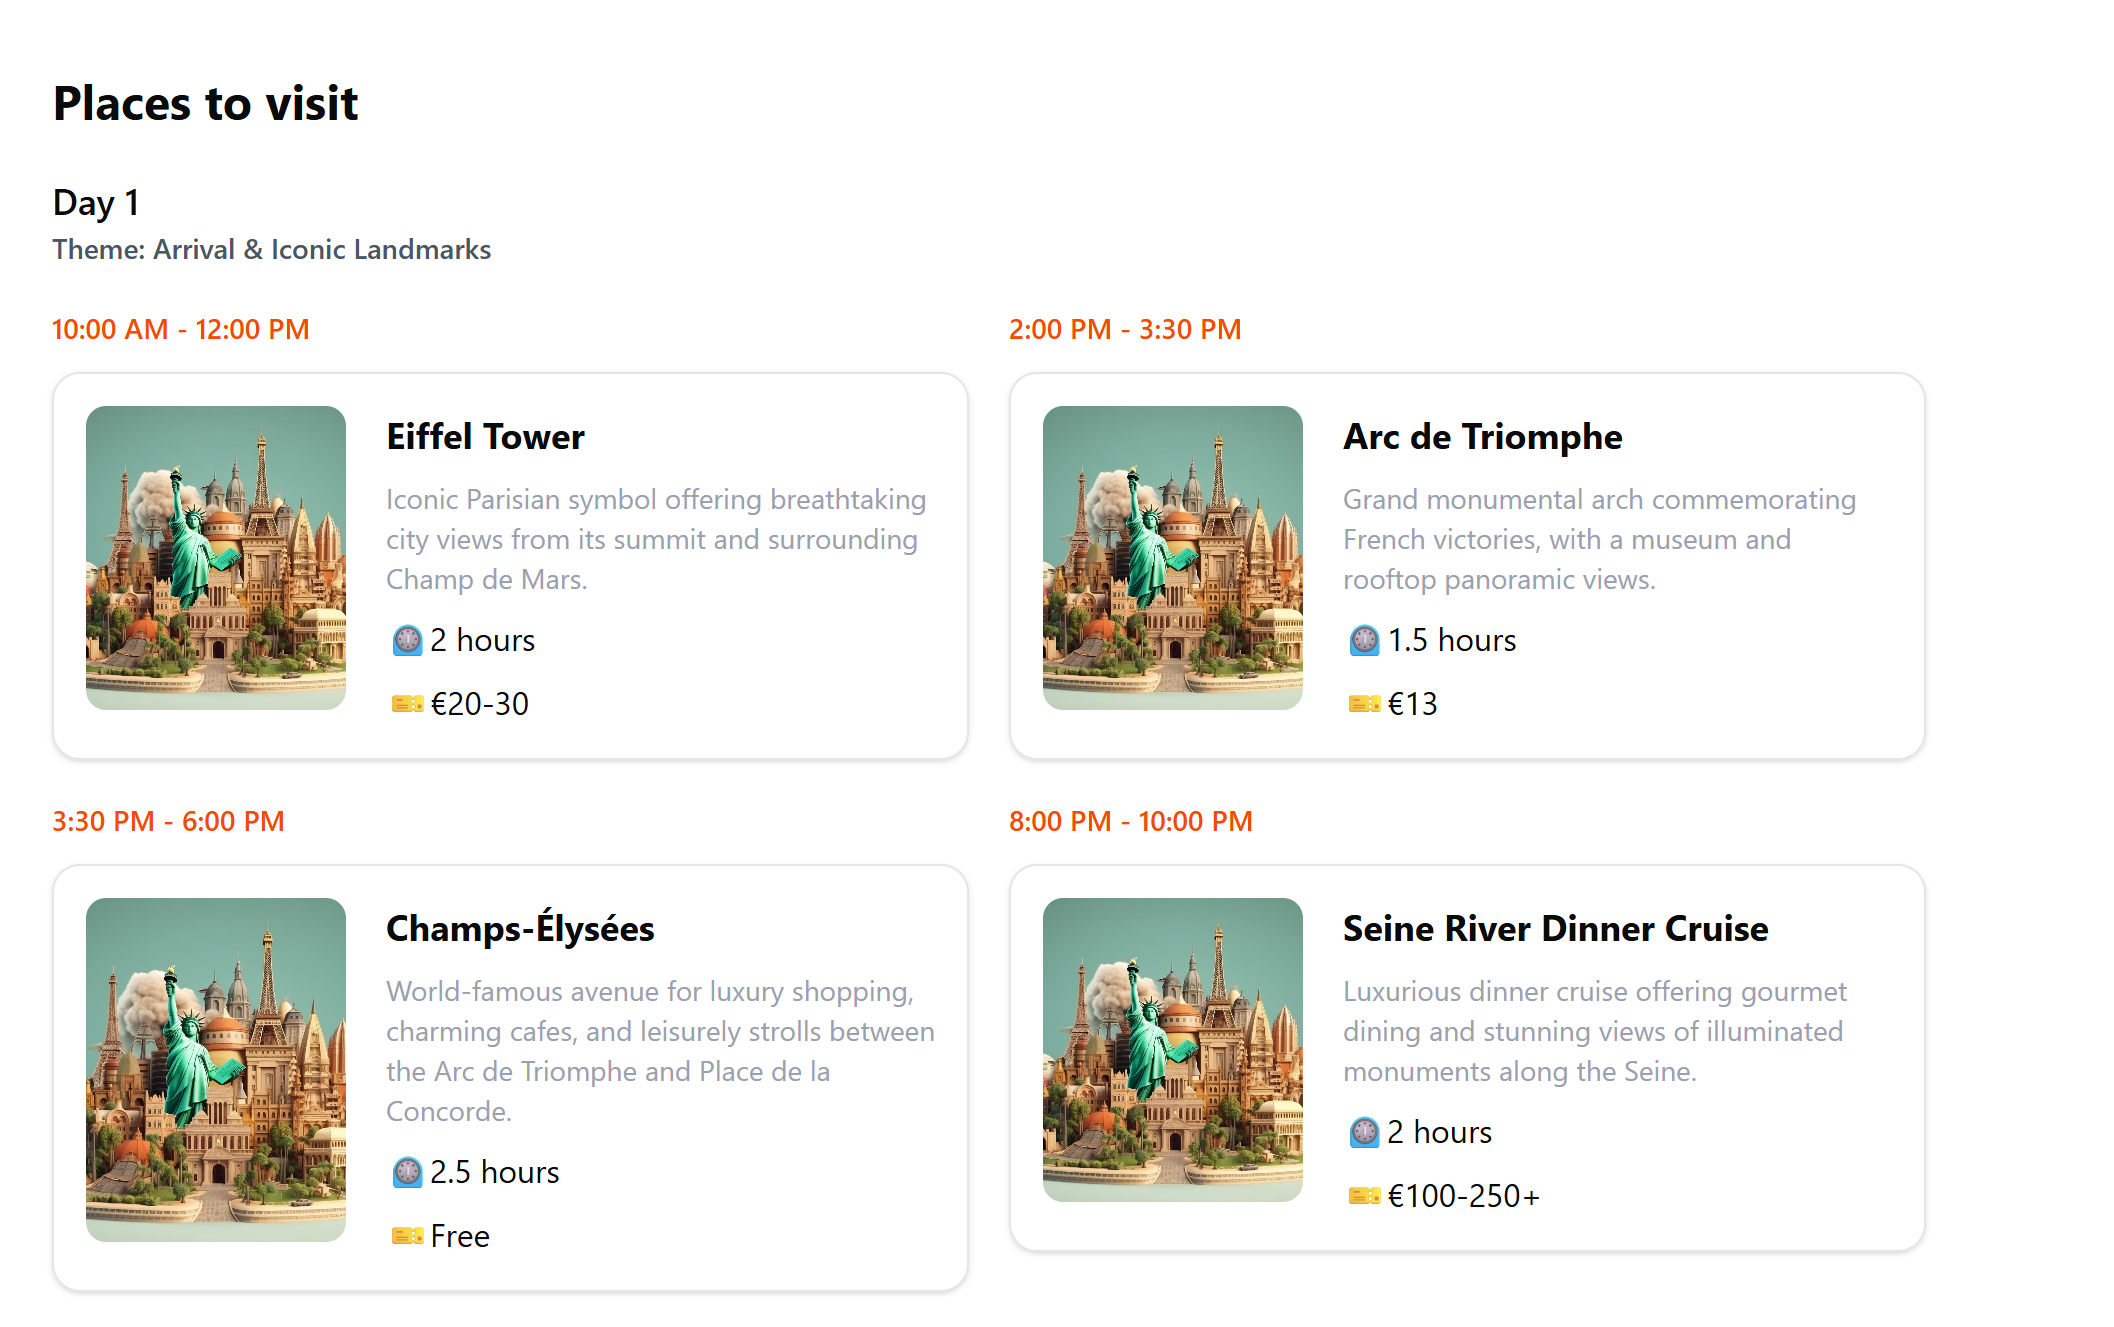 Places to visit
Day 1
Theme: Arrival & Iconic Landmarks
10:00 AM - 12:00 PM
Eiffel Tower
Iconic Parisian symbol offering breathtaking
city views from its summit and surrounding
Champ de Mars.
2 hours
€20-30
2:00 PM - 3:30 PM
Arc de Triomphe
Grand monumental arch commemorating
French victories, with a museum and
rooftop panoramic views.
1.5 hours
€13
3:30 PM - 6:00 PM
Champs-Élysées
World-famous avenue for luxury shopping,
charming cafes, and leisurely strolls between
the Arc de Triomphe and Place de la
Concorde.
2.5 hours
Free
8:00 PM - 10:00 PM
Seine River Dinner Cruise
Luxurious dinner cruise offering gourmet
dining and stunning views of illuminated
monuments along the Seine.
2 hours
€100-250+